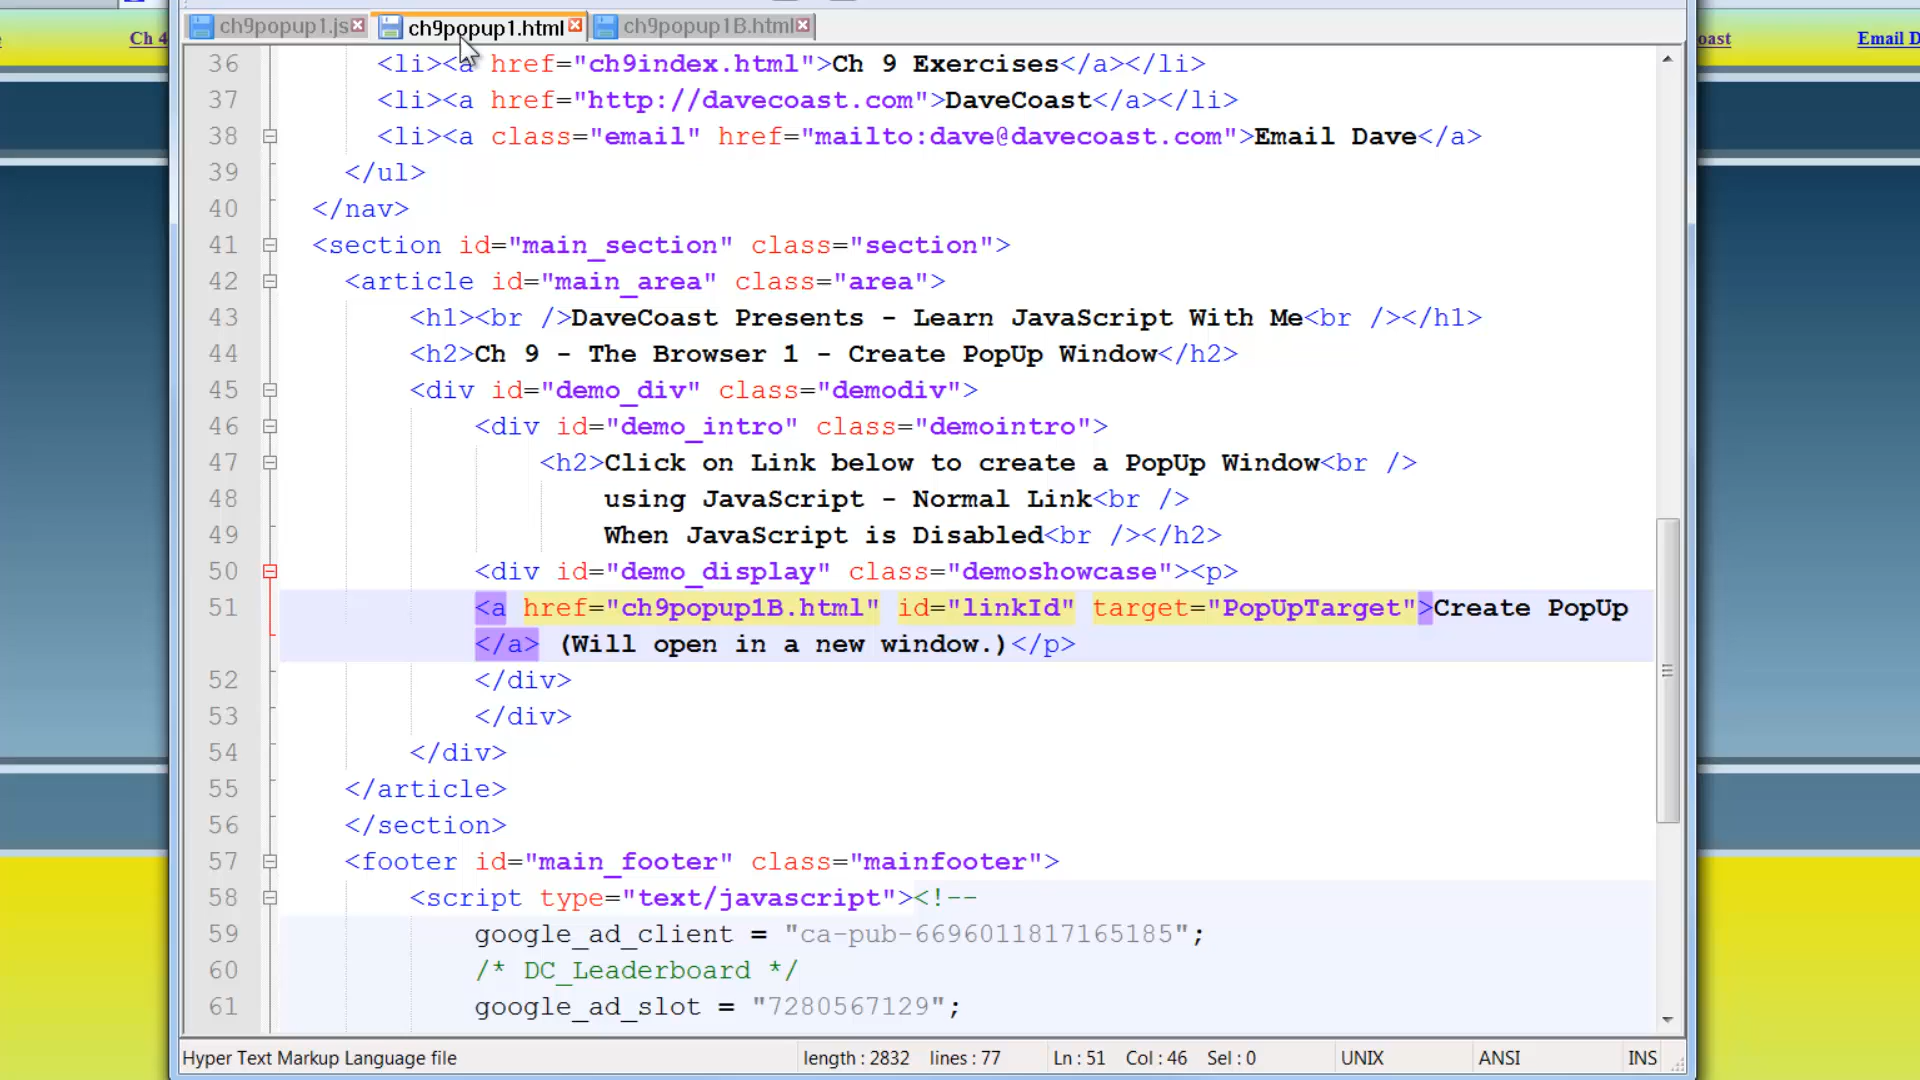 ch9popup1.js ch9popup1.html ch9popup1B.html
Ch 4
oast
Email D
36 <li><a href="ch9index.html">Ch 9 Exercises</a></li>
37 <li><a href="http://davecoast.com">DaveCoast</a></li>
38 <li><a class="email" href="mailto:dave@davecoast.com">Email Dave</a>
39 </ul>
40 </nav>
41 <section id="main_section" class="section">
42 <article id="main_area" class="area">
43 <h1><br />DaveCoast Presents - Learn JavaScript With Me<br /></h1>
44 <h2>Ch 9 - The Browser 1 - Create PopUp Window</h2>
45 <div id="demo_div" class="demodiv">
46 <div id="demo_intro" class="demointro">
47 <h2>Click on Link below to create a PopUp Window<br />
48 using JavaScript - Normal Link<br />
49 When JavaScript is Disabled<br /></h2>
50 <div id="demo_display" class="demoshowcase"><p>
51 <a href="ch9popup1B.html" id="linkId" target="PopUpTarget">Create PopUp
</a> (Will open in a new window.)</p>
52 </div>
53 </div>
54 </div>
55 </article>
56 </section>
57 <footer id="main_footer" class="mainfooter">
58 <script type="text/javascript"><!--
59 google_ad_client = "ca-pub-6696011817165185";
60 /* DC_Leaderboard */
61 google_ad_slot = "7280567129";
Hyper Text Markup Language file length : 2832 lines : 77 Ln : 51 Col : 46 Sel : 0 UNIX ANSI INS